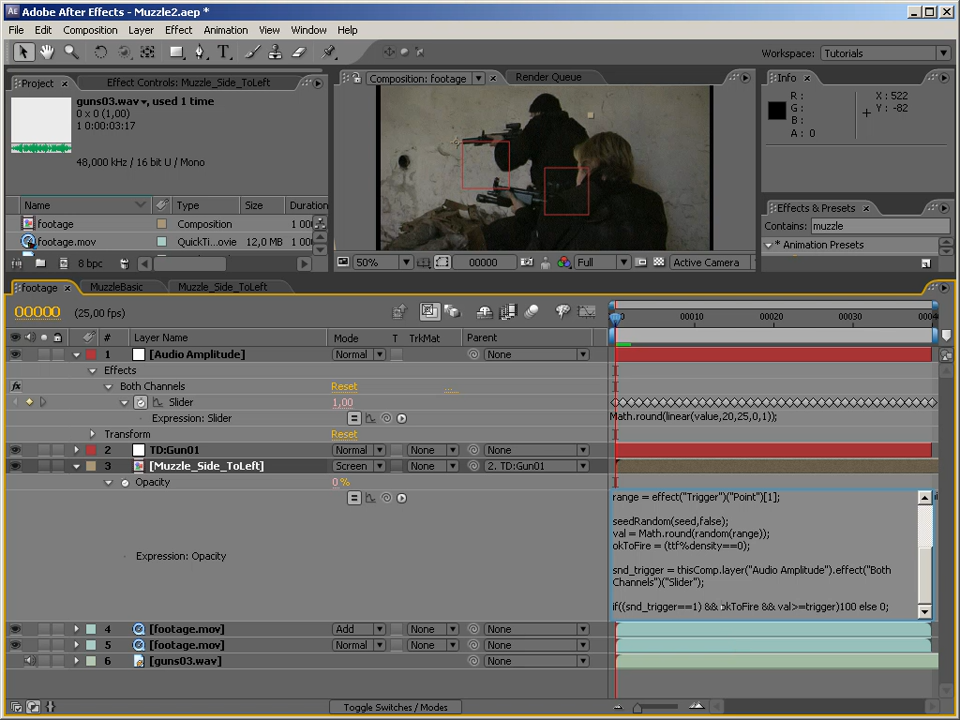 Adobe After Effects - Muzzle2.aep *
File Edit Composition Layer Effect Animation View Window Help
Workspace: Tutorials
Project × Effect Controls: Muzzle_Side_ToLeft
guns03.wav, used 1 time
0 x 0 (1,00)
1 0:00:03:17
48,000 kHz / 16 bit U / Mono
Name Type Size Duration
footage Composition 1 00
footage.mov QuickTi...ovie 12,0 MB 1 00
8 bpc
Composition: footage × Render Queue
50% 00000 Full Active Camera
Info ×
R : X : 522
G : Y : -82
B :
A : 0
Effects & Presets ×
Contains: muzzle
* Animation Presets
footage × MuzzleBasic Muzzle_Side_ToLeft
00000 (25,00 fps)
00010 00020 00030
# Layer Name Mode T TrkMat Parent
1 [Audio Amplitude] Normal None
Effects
fx Both Channels Reset ...
Slider 1,00
Expression: Slider Math.round(linear(value,20,25,0,1));
Transform Reset
2 TD:Gun01 Normal None None
3 [Muzzle_Side_ToLeft] Screen None 2. TD:Gun01
Opacity 0 %
Expression: Opacity
range = effect("Trigger")("Point")[1];
seedRandom(seed,false);
val = Math.round(random(range));
okToFire = (ttf%density==0);
snd_trigger = thisComp.layer("Audio Amplitude").effect("Both
Channels")("Slider");
if((snd_trigger==1) && okToFire && val>=trigger)100 else 0;
4 [footage.mov] Add None None
5 [footage.mov] Normal None None
6 [guns03.wav] None
Toggle Switches / Modes